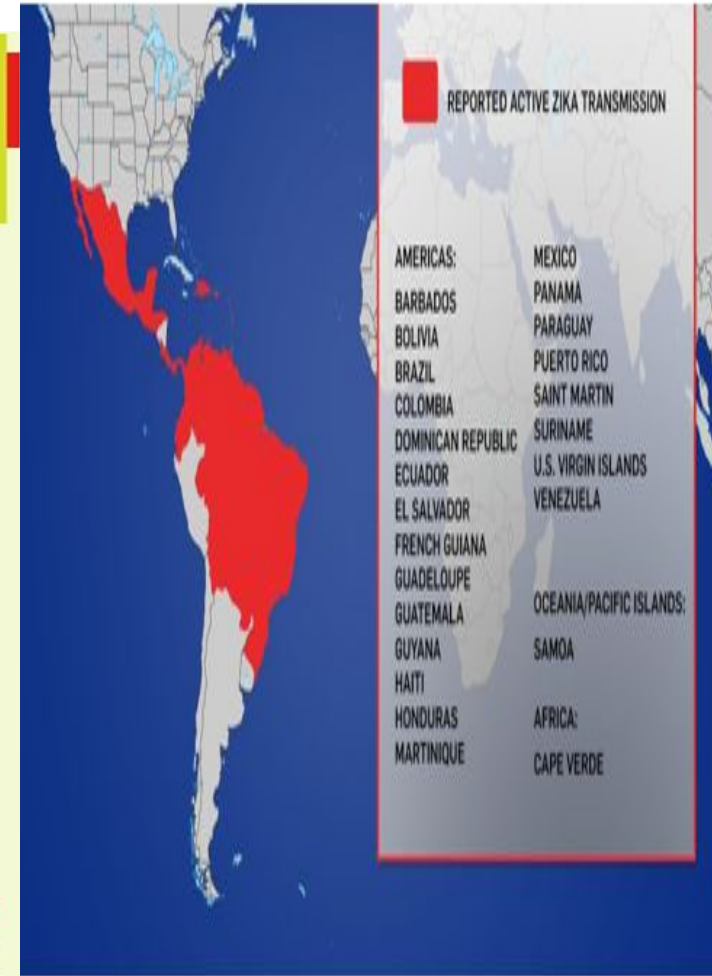 REPORTED ACTIVE ZIKA TRANSMISSION
AMERICAS:
BARBADOS
BOLIVIA
BRAZIL
COLOMBIA
DOMINICAN REPUBLIC
ECUADOR
EL SALVADOR
FRENCH GUIANA
GUADELOUPE
GUATEMALA
GUYANA
HAITI
HONDURAS
MARTINIQUE
MEXICO
PANAMA
PARAGUAY
PUERTO RICO
SAINT MARTIN
SURINAME
U.S. VIRGIN ISLANDS
VENEZUELA
OCEANIA/PACIFIC ISLANDS:
SAMOA
AFRICA:
CAPE VERDE